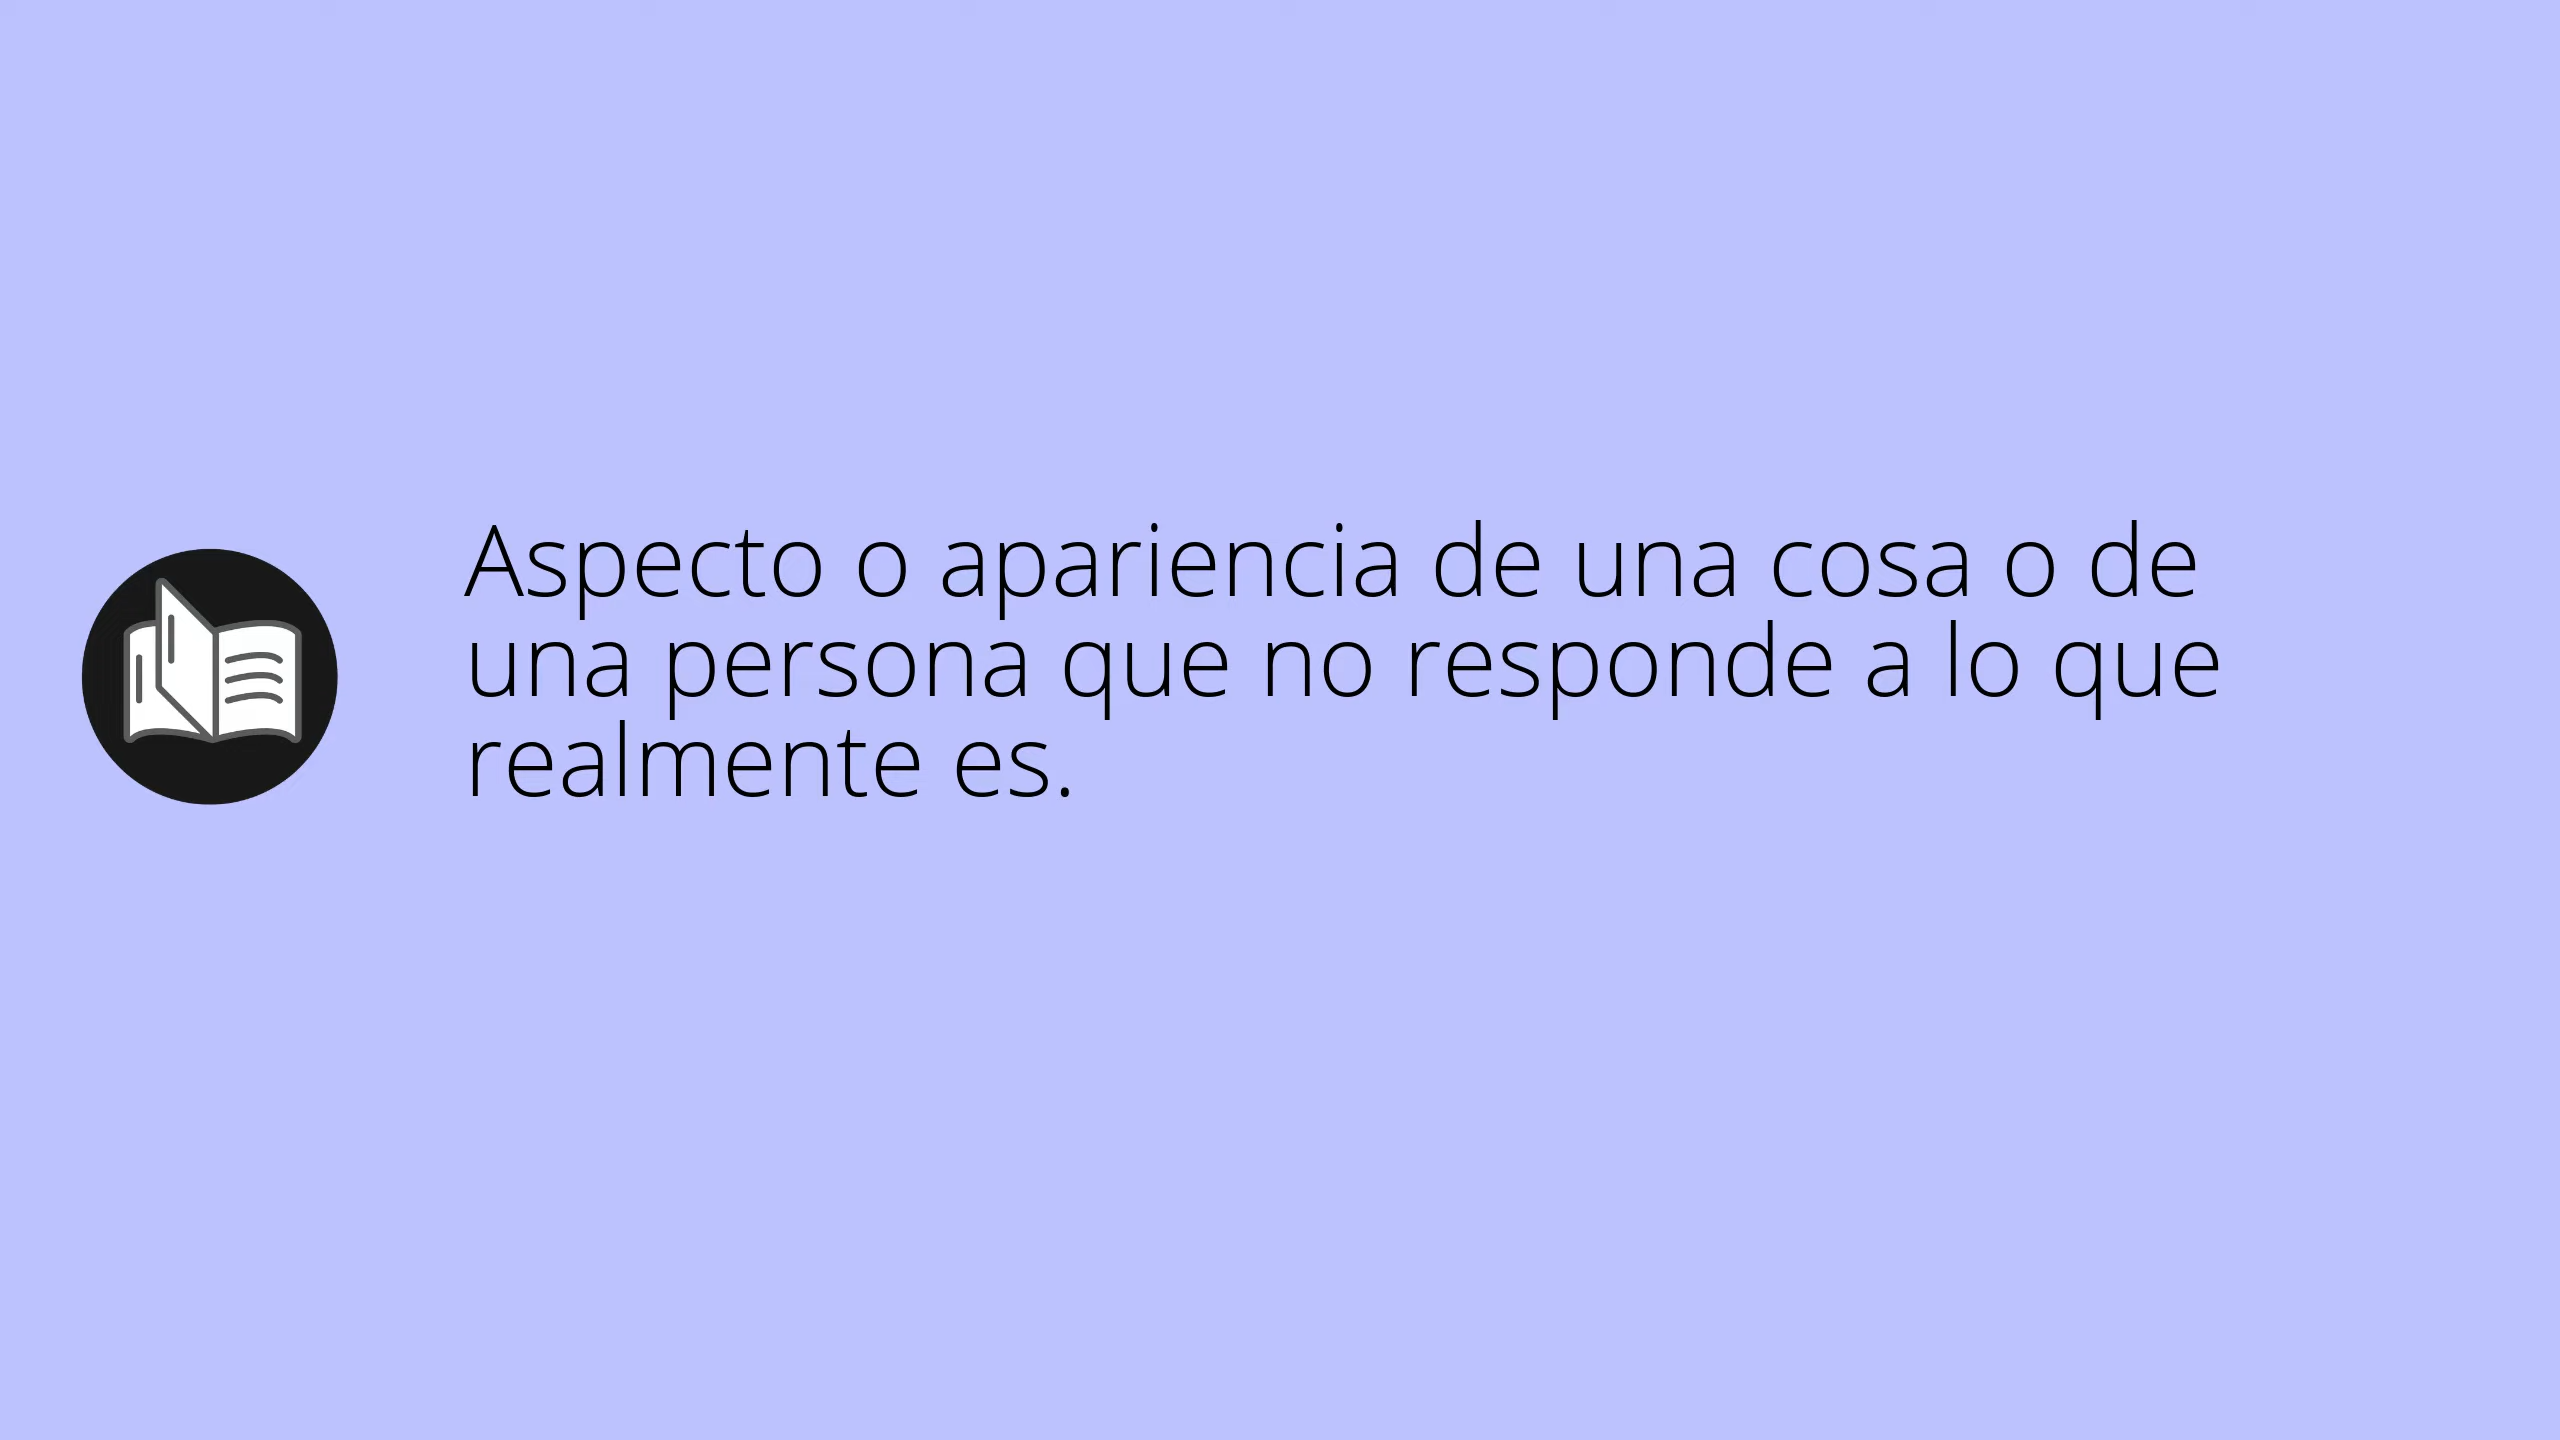 Aspecto o apariencia de una cosa o de
una persona que no responde a lo que
realmente es.